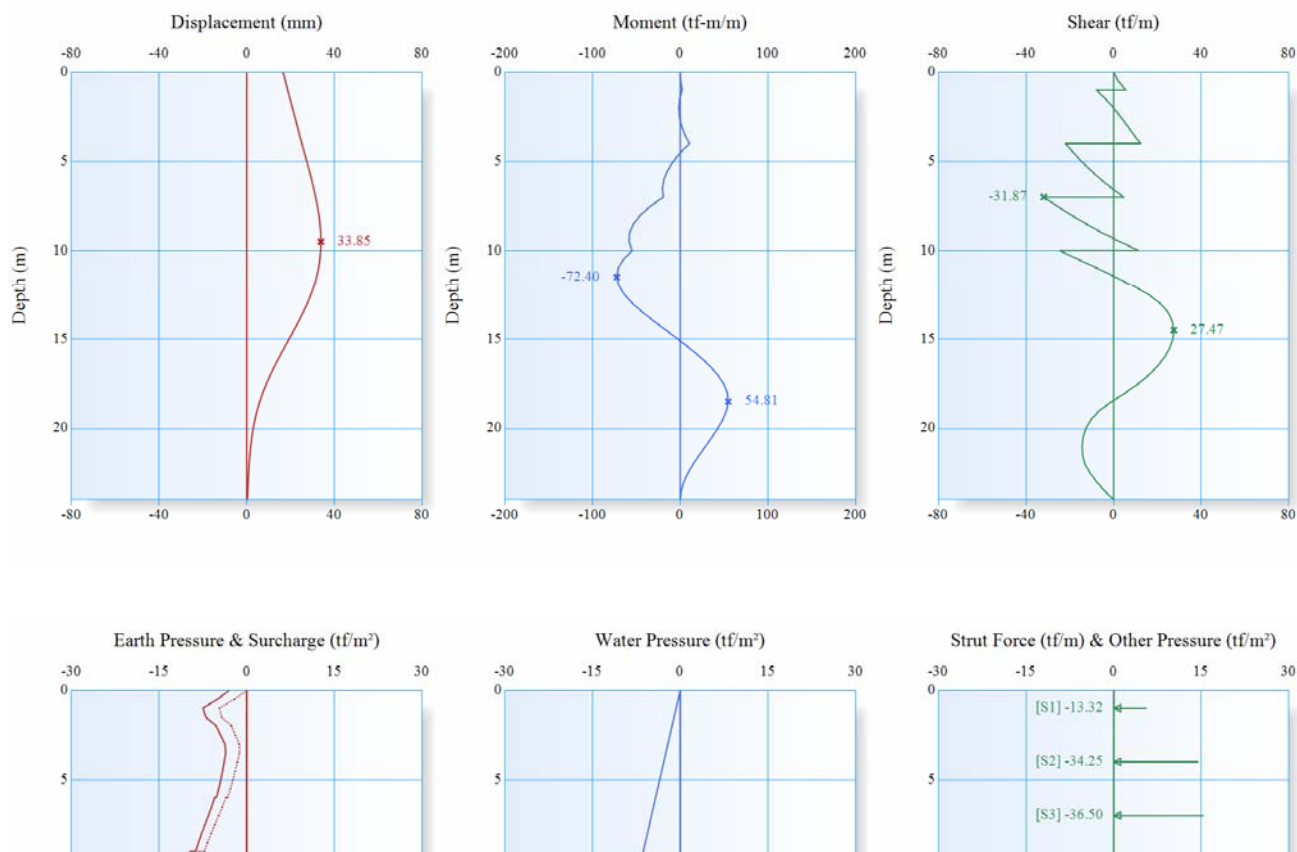 Displacement (mm)
Moment (tf-m/m)
Shear (tf/m)
-80 -40 0 40 80
-200 -100 0 100 200
-80 -40 0 40 80
0 0 0
5 5 5
-31.87
33.85
10 10 10
Depth (m)
Depth (m)
Depth (m)
-72.40
15 15 15
27.47
54.81
20 20 20
-80 -40 0 40 80
-200 -100 0 100 200
-80 -40 0 40 80
Earth Pressure & Surcharge (tf/m²)
Water Pressure (tf/m²)
Strut Force (tf/m) & Other Pressure (tf/m²)
-30 -15 0 15 30
-30 -15 0 15 30
-30 -15 0 15 30
0 0 0
[S1] -13.32
[S2] -34.25
5 5 5
[S3] -36.50